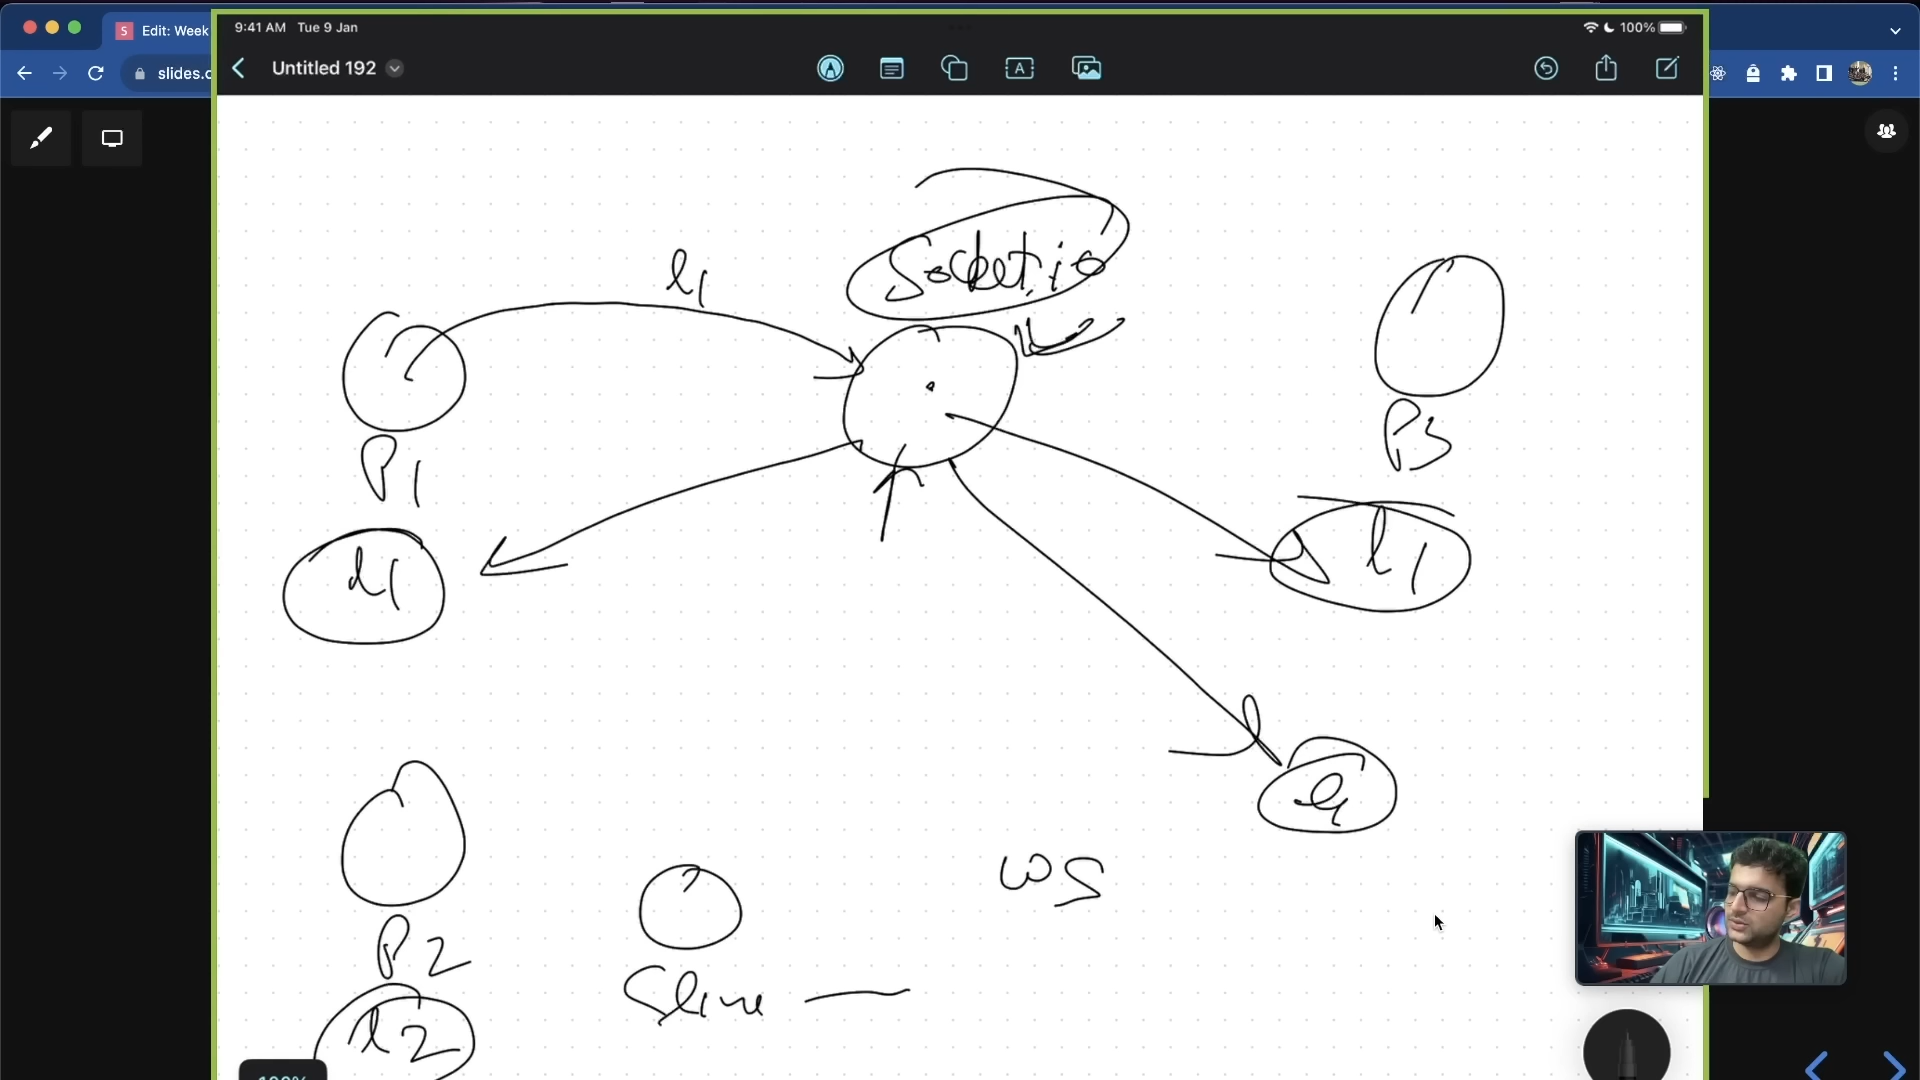 S Edit: Week
9:41 AM Tue 9 Jan
100%
slides.c
Untitled 192
A
Socket.io
l1
P3
P1
l1
l1
l1
WS
P2
l2
100%